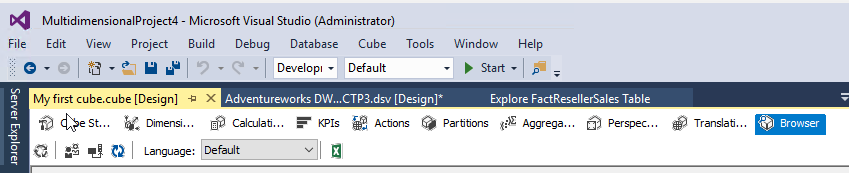 MultidimensionalProject4 - Microsoft Visual Studio (Administrator)
File Edit View Project Build Debug Database Cube Tools Window Help
Developı Default Start
My first cube.cube [Design] Adventureworks DW...CTP3.dsv [Design]* Explore FactResellerSales Table
Server Explorer
Cube St... Dimensi... Calculati... KPIs Actions Partitions Aggrega... Perspec... Translati... Browser
Language: Default